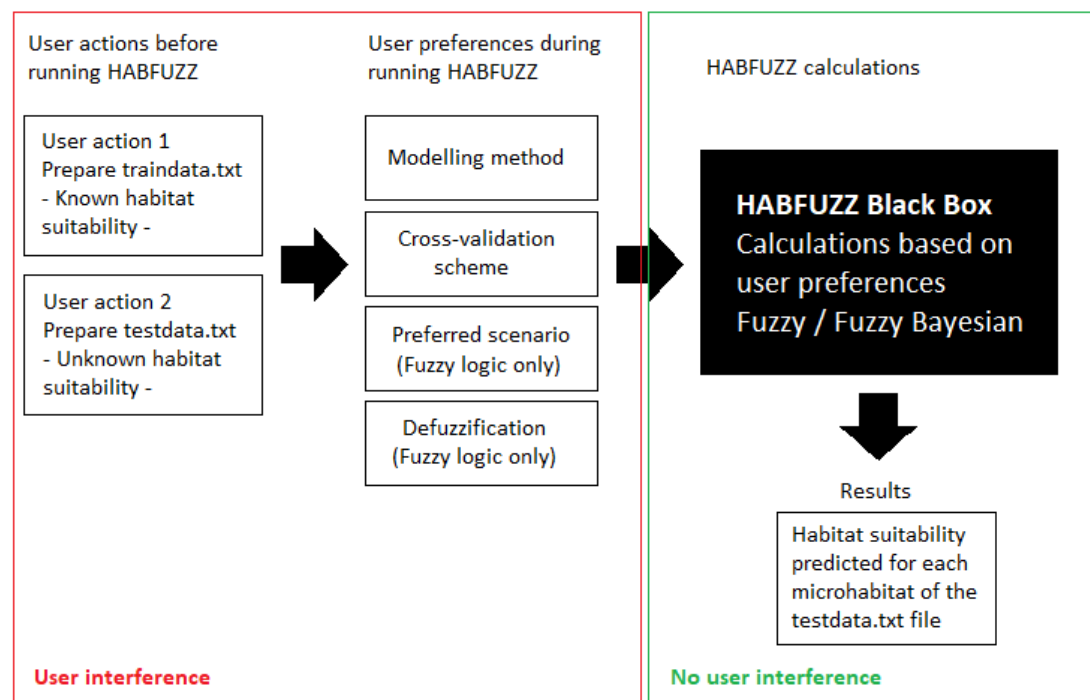 User actions before
running HABFUZZ
User action 1
Prepare traindata.txt
- Known habitat
suitability -
User action 2
Prepare testdata.txt
- Unknown habitat
suitability -
User preferences during
running HABFUZZ
Modelling method
Cross-validation
scheme
Preferred scenario
(Fuzzy logic only)
Defuzzification
(Fuzzy logic only)
User interference
HABFUZZ calculations
HABFUZZ Black Box
Calculations based on
user preferences
Fuzzy / Fuzzy Bayesian
Results
Habitat suitability
predicted for each
microhabitat of the
testdata.txt file
No user interference